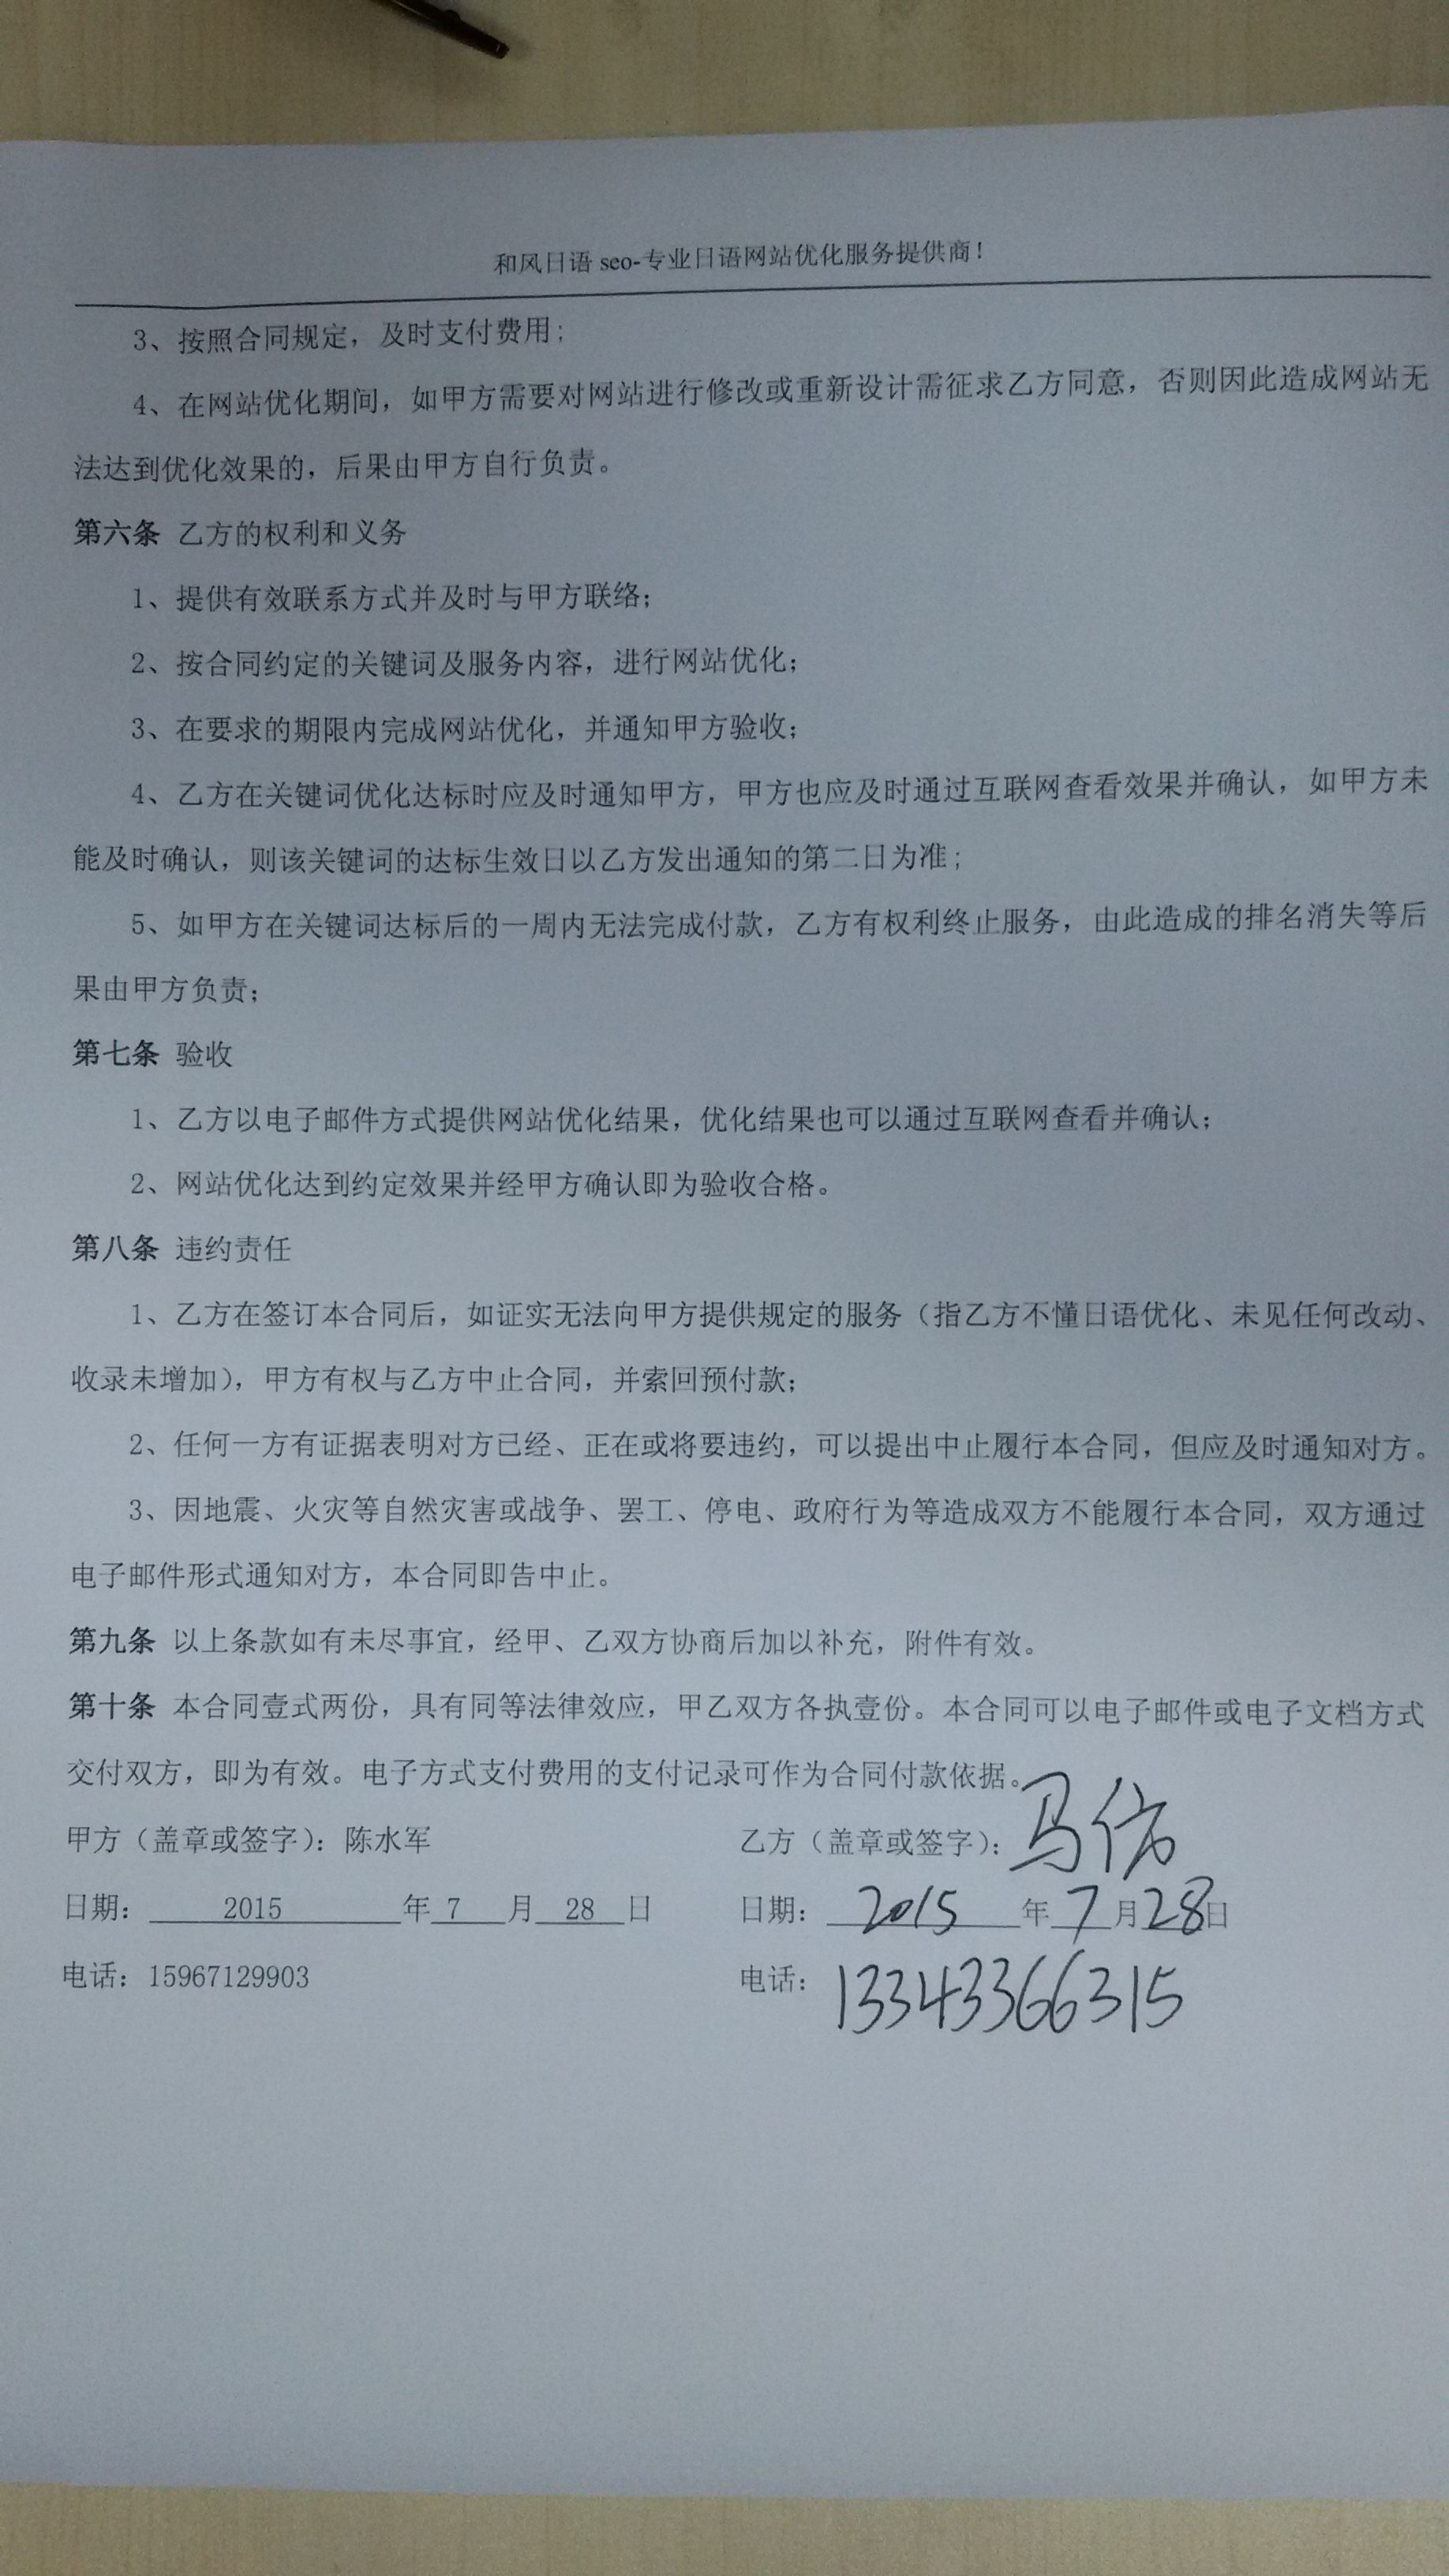 和风日语 seo-专业日语网站优化服务提供商！
3、按照合同规定，及时支付费用；
4、在网站优化期间，如甲方需要对网站进行修改或重新设计需征求乙方同意，否则因此造成网站无
法达到优化效果的，后果由甲方自行负责。
第六条 乙方的权利和义务
1、提供有效联系方式并及时与甲方联络；
2、按合同约定的关键词及服务内容，进行网站优化；
3、在要求的期限内完成网站优化，并通知甲方验收；
4、乙方在关键词优化达标时应及时通知甲方，甲方也应及时通过互联网查看效果并确认，如甲方未
能及时确认，则该关键词的达标生效日以乙方发出通知的第二日为准；
5、如甲方在关键词达标后的一周内无法完成付款，乙方有权利终止服务，由此造成的排名消失等后
果由甲方负责；
第七条 验收
1、乙方以电子邮件方式提供网站优化结果，优化结果也可以通过互联网查看并确认；
2、网站优化达到约定效果并经甲方确认即为验收合格。
第八条 违约责任
1、乙方在签订本合同后，如证实无法向甲方提供规定的服务（指乙方不懂日语优化、未见任何改动、
收录未增加），甲方有权与乙方中止合同，并索回预付款；
2、任何一方有证据表明对方已经、正在或将要违约，可以提出中止履行本合同，但应及时通知对方。
3、因地震、火灾等自然灾害或战争、罢工、停电、政府行为等造成双方不能履行本合同，双方通过
电子邮件形式通知对方，本合同即告中止。
第九条 以上条款如有未尽事宜，经甲、乙双方协商后加以补充，附件有效。
第十条 本合同壹式两份，具有同等法律效应，甲乙双方各执壹份。本合同可以电子邮件或电子文档方式
交付双方，即为有效。电子方式支付费用的支付记录可作为合同付款依据。
甲方（盖章或签字）：陈水军 乙方（盖章或签字）：马
日期： 2015 年 7 月 28 日 日期： 2015 年 7 月 28 日
电话：15967129903 电话：13343366315